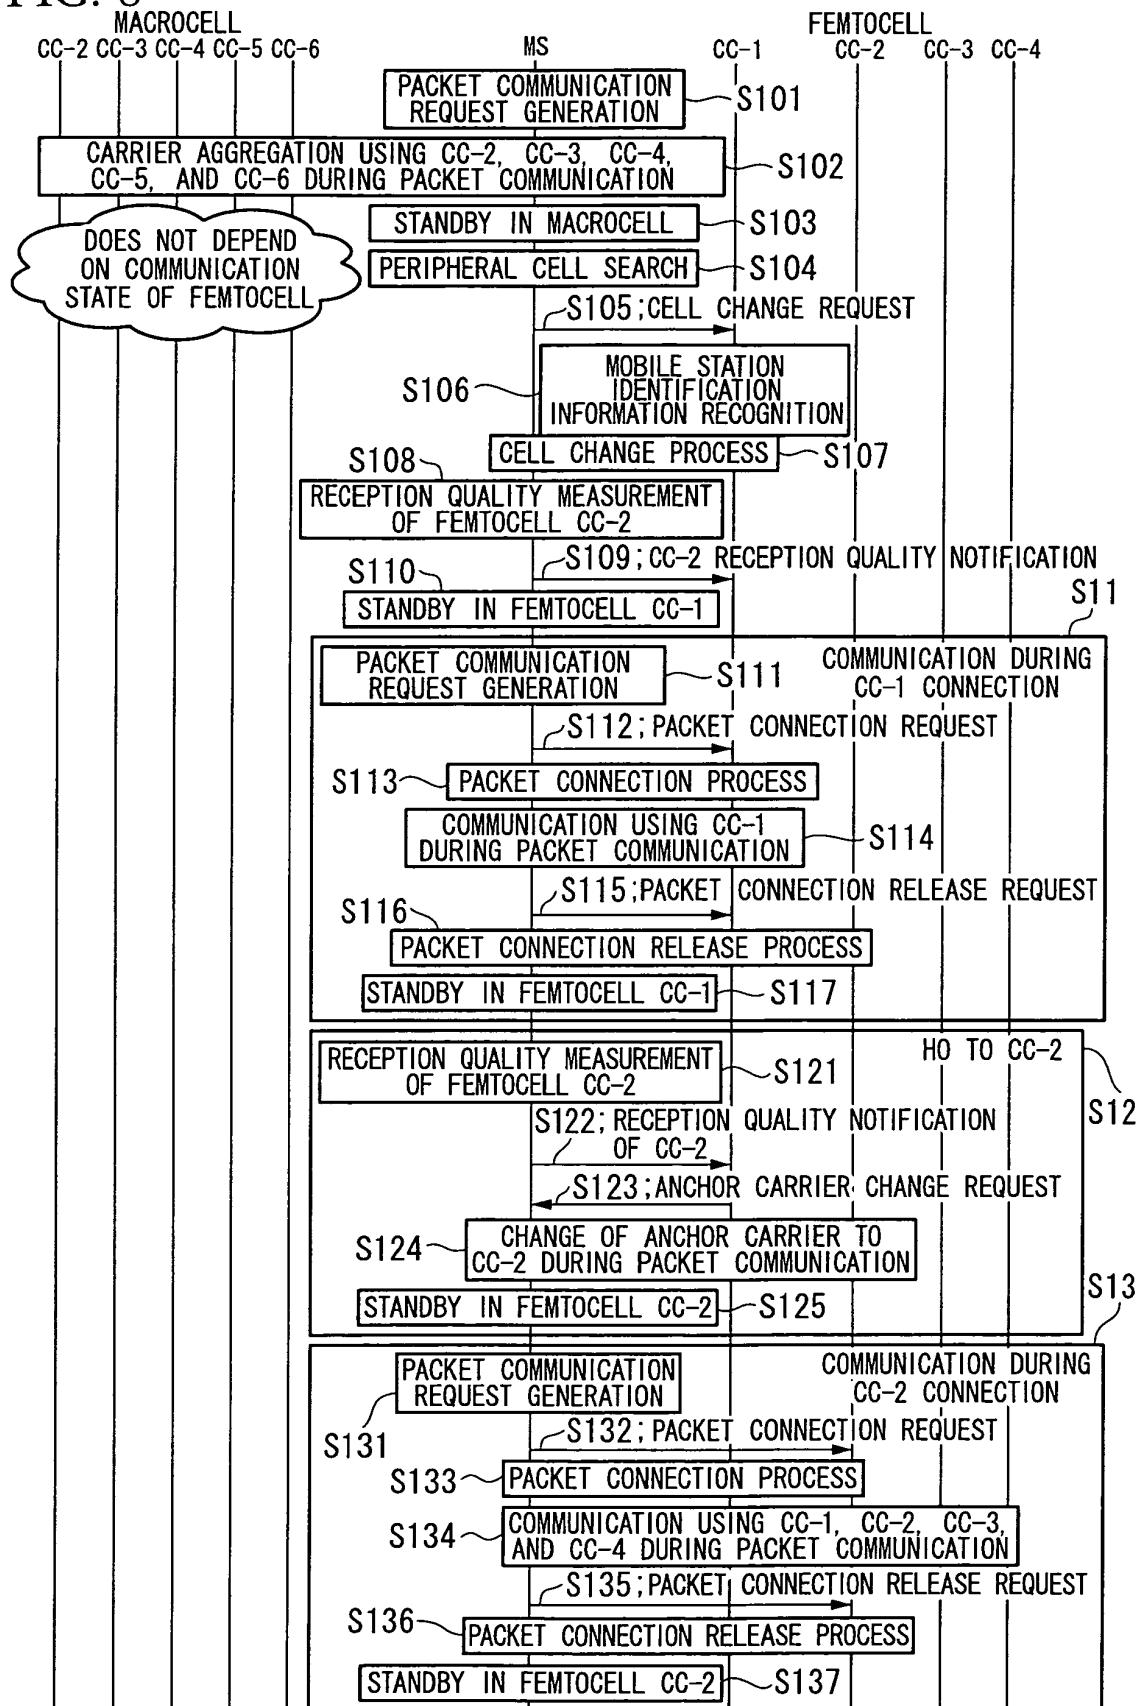 MACROCELL
FEMTOCELL
CC-2 CC-3 CC-4 CC-5 CC-6 MS CC-1 CC-2 CC-3 CC-4
PACKET COMMUNICATION
REQUEST GENERATION
S101
CARRIER AGGREGATION USING CC-2, CC-3, CC-4,
CC-5, AND CC-6 DURING PACKET COMMUNICATION
S102
STANDBY IN MACROCELL
S103
DOES NOT DEPEND
ON COMMUNICATION
STATE OF FEMTOCELL
PERIPHERAL CELL SEARCH
S104
S105;CELL CHANGE REQUEST
S106
MOBILE STATION
IDENTIFICATION
INFORMATION RECOGNITION
CELL CHANGE PROCESS
S107
S108
RECEPTION QUALITY MEASUREMENT
OF FEMTOCELL CC-2
S109;CC-2 RECEPTION QUALITY NOTIFICATION
S110
STANDBY IN FEMTOCELL CC-1
S11
COMMUNICATION DURING
CC-1 CONNECTION
PACKET COMMUNICATION
REQUEST GENERATION
S111
S112;PACKET CONNECTION REQUEST
S113
PACKET CONNECTION PROCESS
COMMUNICATION USING CC-1
DURING PACKET COMMUNICATION
S114
S115;PACKET CONNECTION RELEASE REQUEST
S116
PACKET CONNECTION RELEASE PROCESS
STANDBY IN FEMTOCELL CC-1
S117
HO TO CC-2
S12
RECEPTION QUALITY MEASUREMENT
OF FEMTOCELL CC-2
S121
S122;RECEPTION QUALITY NOTIFICATION
OF CC-2
S123;ANCHOR CARRIER CHANGE REQUEST
S124
CHANGE OF ANCHOR CARRIER TO
CC-2 DURING PACKET COMMUNICATION
STANDBY IN FEMTOCELL CC-2
S125
S13
COMMUNICATION DURING
CC-2 CONNECTION
PACKET COMMUNICATION
REQUEST GENERATION
S131
S132;PACKET CONNECTION REQUEST
S133
PACKET CONNECTION PROCESS
S134
COMMUNICATION USING CC-1, CC-2, CC-3,
AND CC-4 DURING PACKET COMMUNICATION
S135;PACKET CONNECTION RELEASE REQUEST
S136
PACKET CONNECTION RELEASE PROCESS
STANDBY IN FEMTOCELL CC-2
S137